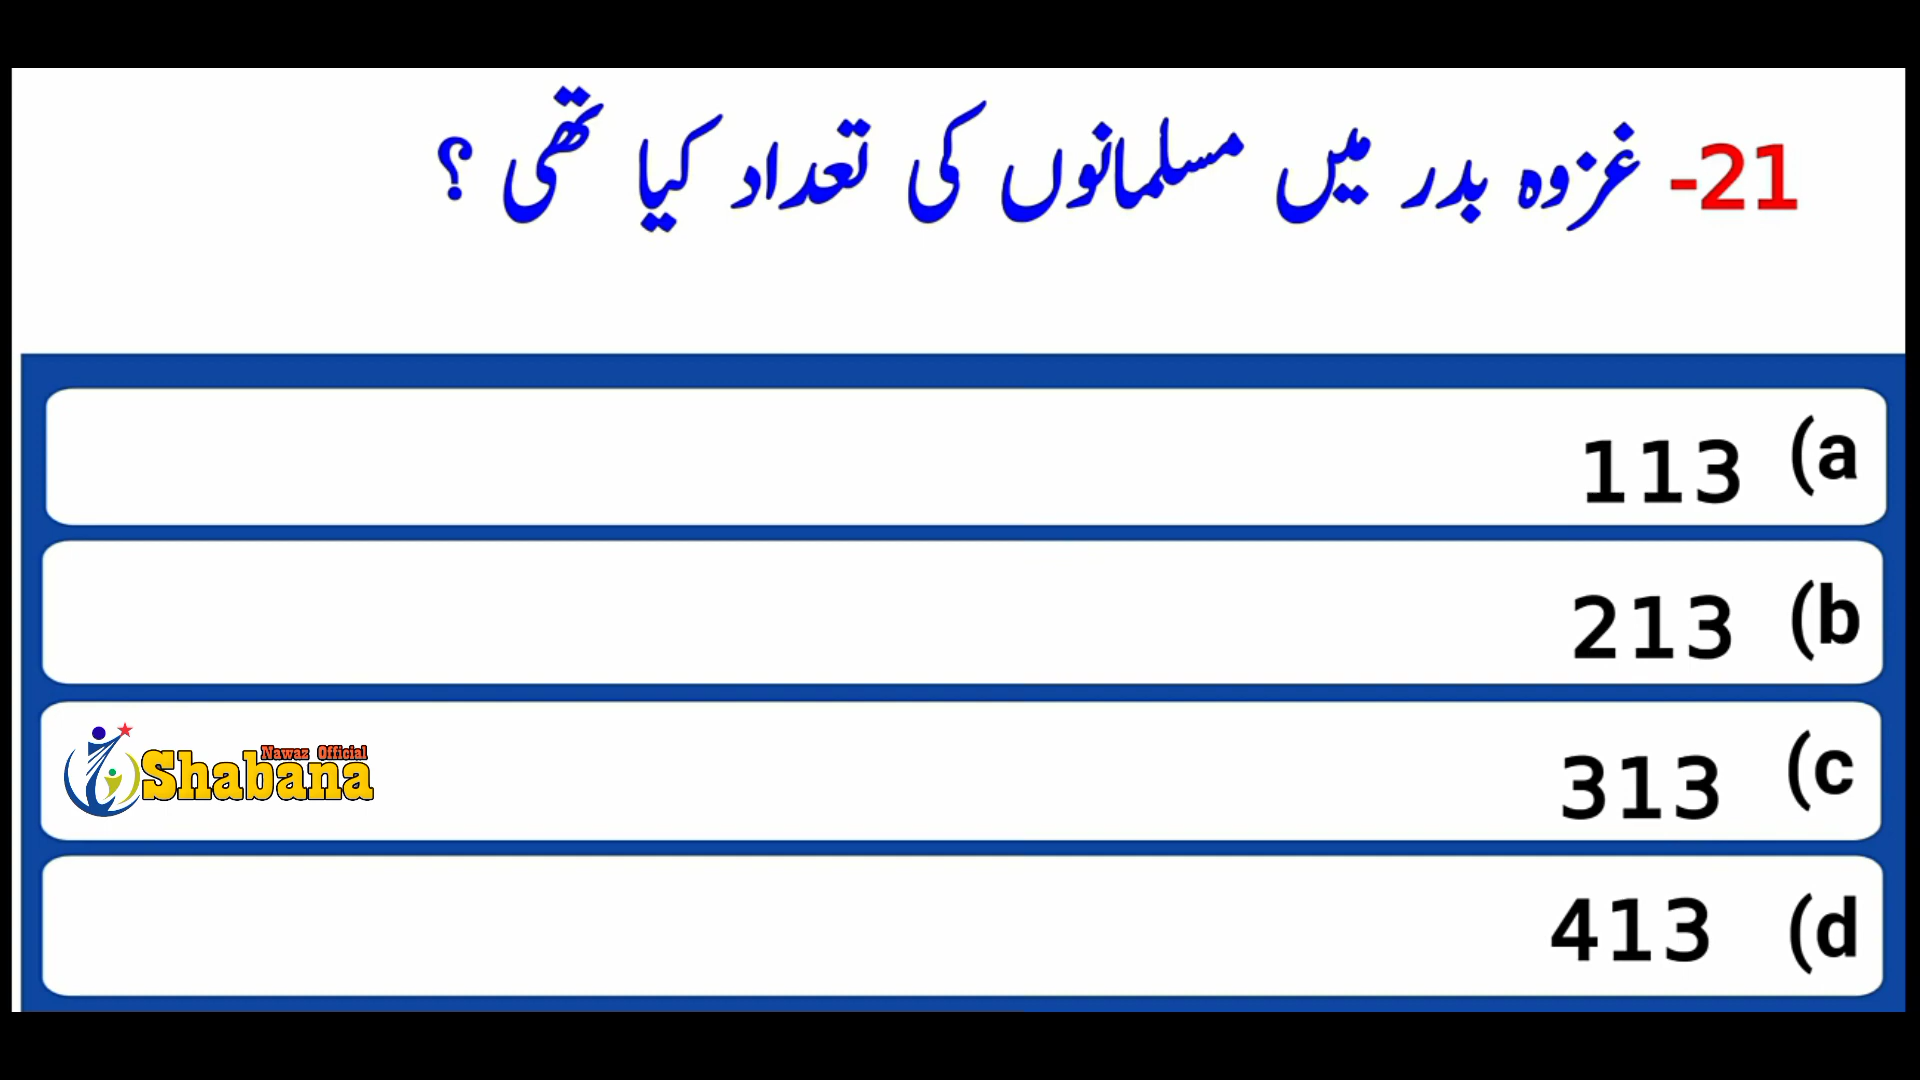 21- غزوہ بدر میں مسلمانوں کی تعداد کیا تھی ؟
(a 113
(b 213
(c 313
Nawaz Official
Shabana
(d 413